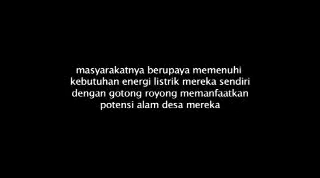 masyarakatnya berupaya memenuhi
kebutuhan energi listrik mereka sendiri
dengan gotong royong memanfaatkan
potensi alam desa mereka